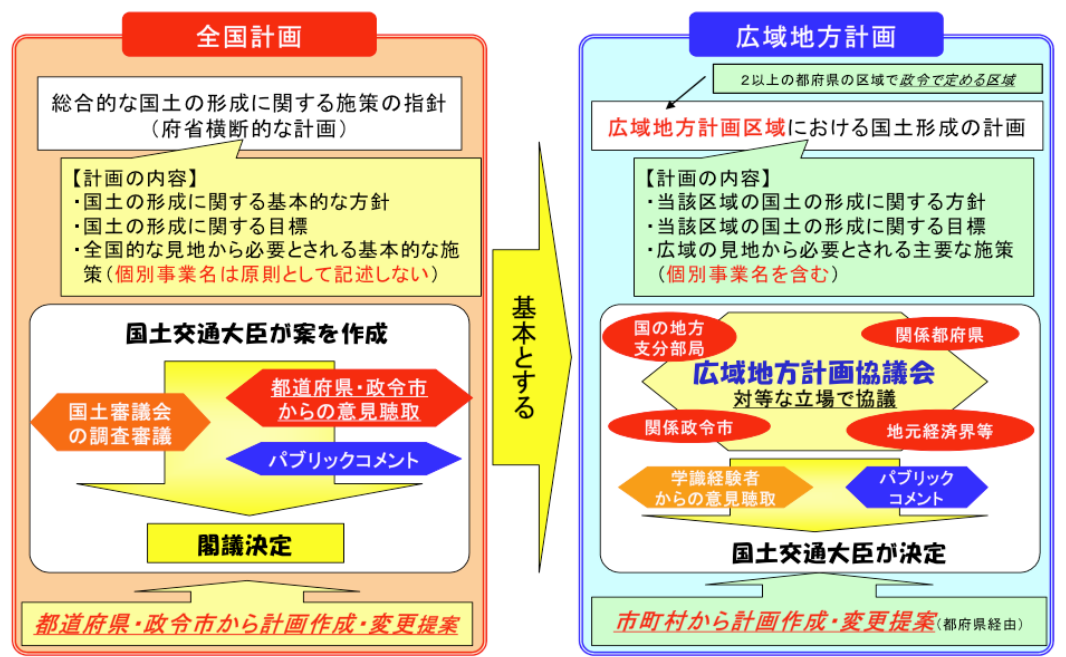 全国計画
総合的な国土の形成に関する施策の指針
（府省横断的な計画）
【計画の内容】
・国土の形成に関する基本的な方針
・国土の形成に関する目標
・全国的な見地から必要とされる基本的な施
策（個別事業名は原則として記述しない）
国土交通大臣が案を作成
国土審議会
の調査審議
都道府県・政令市
からの意見聴取
パブリックコメント
閣議決定
都道府県・政令市から計画作成・変更提案
基本とする
広域地方計画
２以上の都府県の区域で政令で定める区域
広域地方計画区域における国土形成の計画
【計画の内容】
・当該区域の国土の形成に関する方針
・当該区域の国土の形成に関する目標
・広域の見地から必要とされる主要な施策
（個別事業名を含む）
国の地方
支分部局
関係都府県
広域地方計画協議会
対等な立場で協議
関係政令市
地元経済界等
学識経験者
からの意見聴取
パブリック
コメント
国土交通大臣が決定
市町村から計画作成・変更提案（都府県経由）